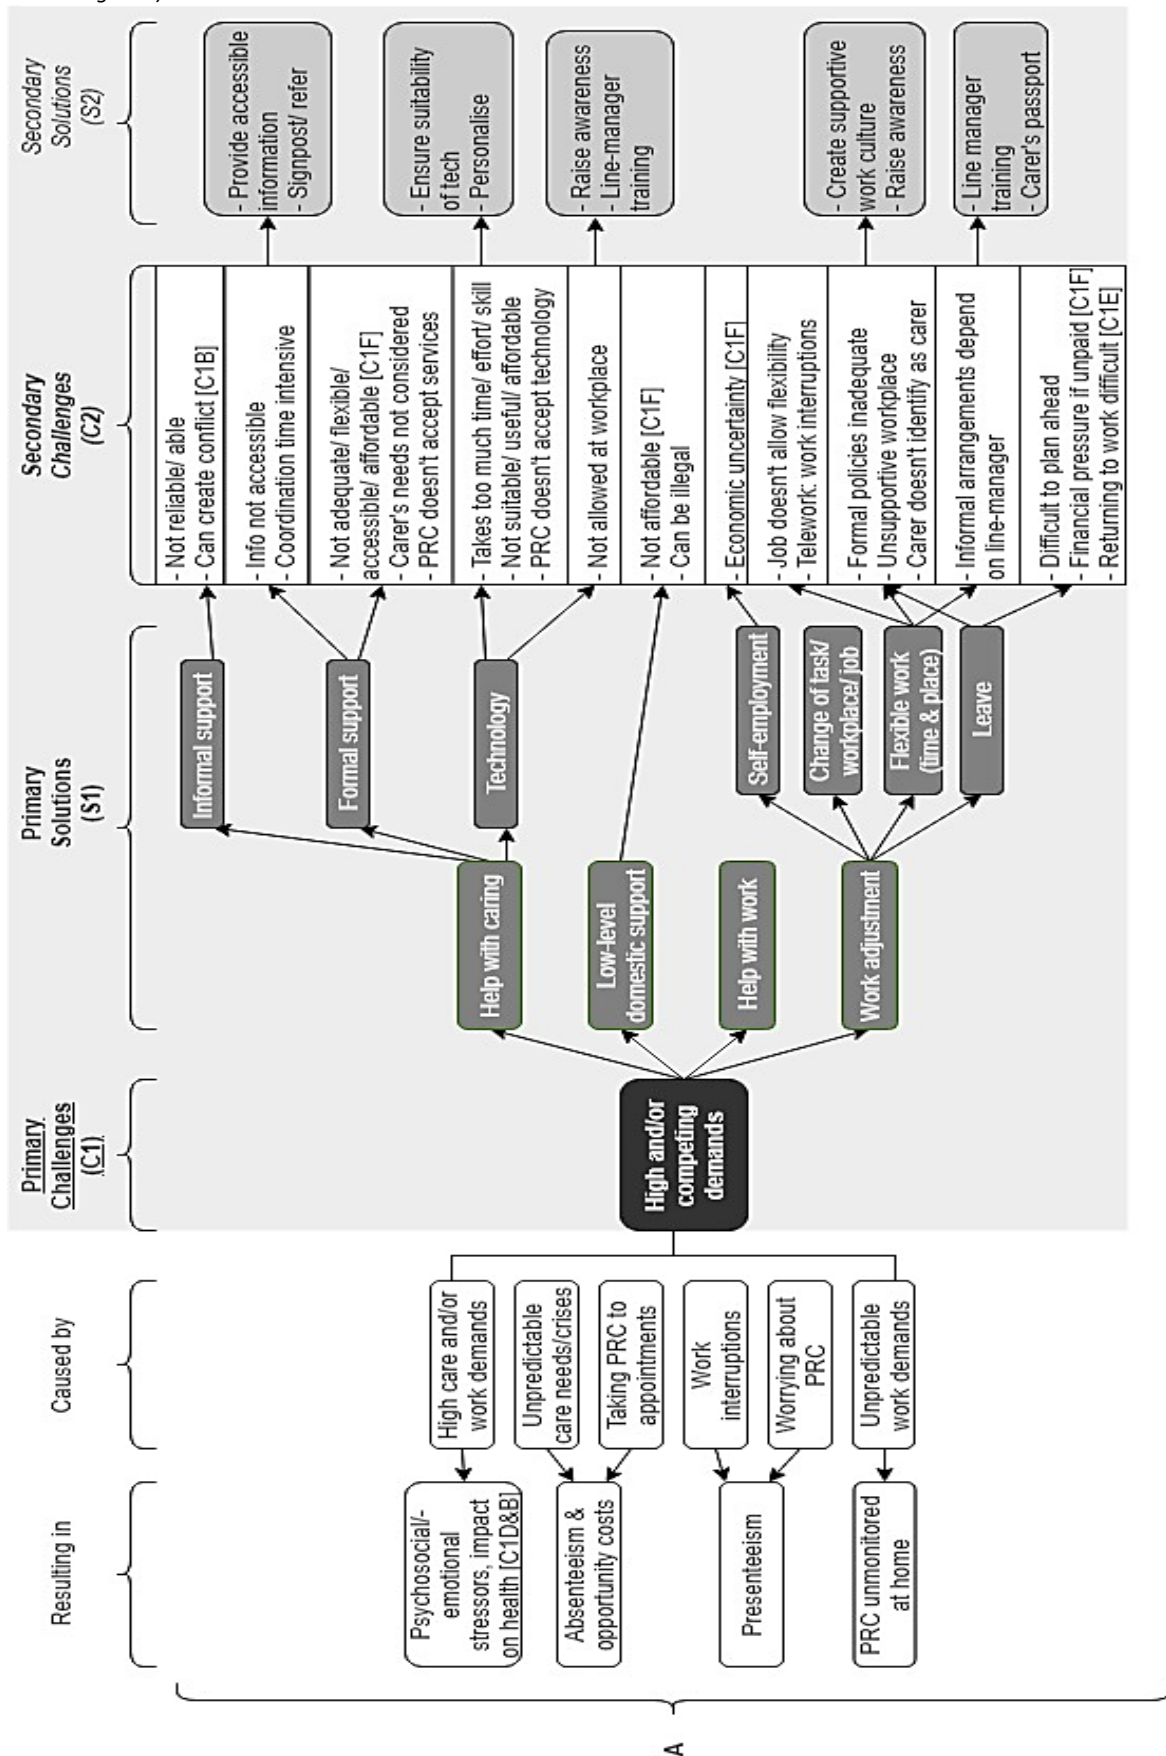 Resulting in
Caused by
Primary
Challenges
(C1)
Primary
Solutions
(S1)
Secondary
Challenges
(C2)
Secondary
Solutions
(S2)
A
Psychosocial/-
emotional
stressors, impact
on health [C1D&B]
Absenteeism &
opportunity costs
Presenteeism
PRC unmonitored
at home
High care and/or
work demands
Unpredictable
care needs/crises
Taking PRC to
appointments
Work
interruptions
Worrying about
PRC
Unpredictable
work demands
High and/or
competing
demands
Help with caring
Low-level
domestic support
Help with work
Work adjustment
Informal support
Formal support
Technology
Self-employment
Change of task/
workplace/ job
Flexible work
(time & place)
Leave
- Not reliable/ able
- Can create conflict [C1B]
- Info not accessible
- Coordination time intensive
- Not adequate/ flexible/
accessible/ affordable [C1F]
- Carer's needs not considered
- PRC doesn't accept services
- Takes too much time/ effort/ skill
- Not suitable/ useful/ affordable
- PRC doesn't accept technology
- Not allowed at workplace
- Not affordable [C1F]
- Can be illegal
- Economic uncertainty [C1F]
- Job doesn't allow flexibility
- Telework: work interruptions
- Formal policies inadequate
- Unsupportive workplace
- Carer doesn't identify as carer
- Informal arrangements depend
on line-manager
- Difficult to plan ahead
- Financial pressure if unpaid [C1F]
- Returning to work difficult [C1E]
- Provide accessible
information
- Signpost/ refer
- Ensure suitability
of tech
- Personalise
- Raise awareness
- Line-manager
training
- Create supportive
work culture
- Raise awareness
- Line manager
training
- Carer's passport